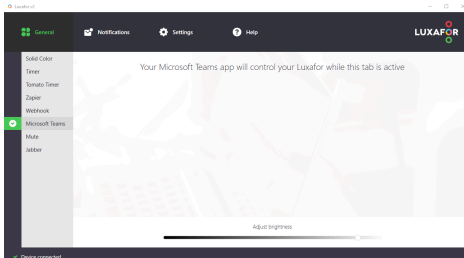 Luxafor v2
General
Notifications
Settings
? Help
LUXAFOR
Solid Color
Timer
Tomato Timer
Zapier
Webhook
Microsoft Teams
Mute
Jabber
Your Microsoft Teams app will control your Luxafor while this tab is active
Adjust brightness
Device connected